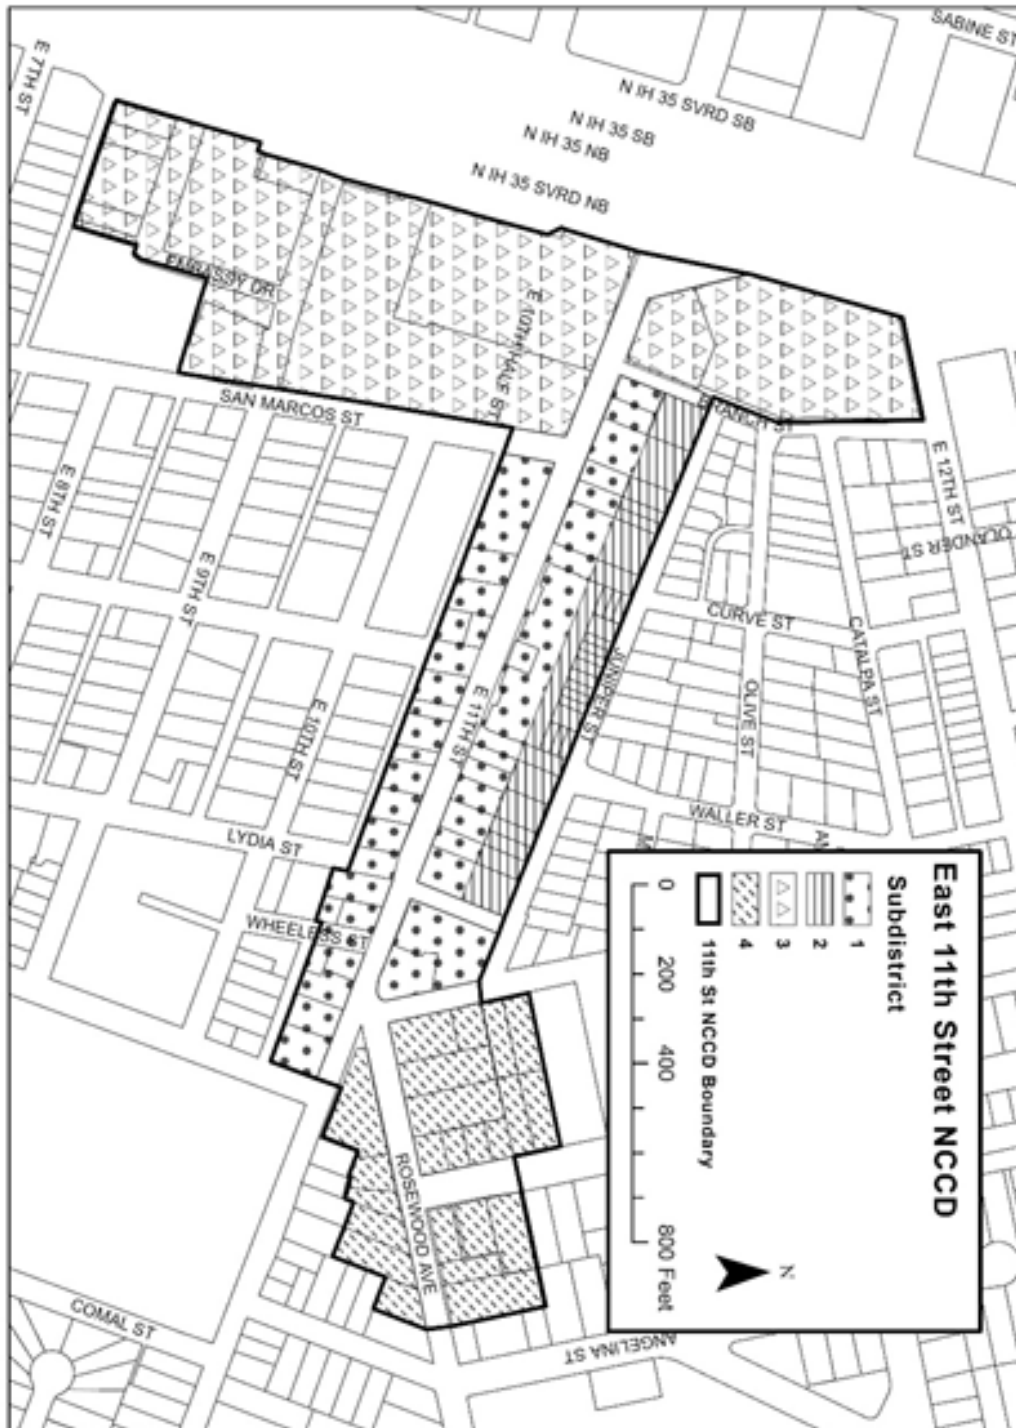 SABINE ST
E 7TH ST
N IH 35 SVRD SB
N IH 35 SB
N IH 35 NB
N IH 35 SVRD NB
EMBASSY DR
E 10TH HALF ST
SAN MARCOS ST
BRANCH ST
E 12TH ST
OLANDER ST
E 8TH ST
E 9TH ST
CURVE ST
CATALPA ST
JUNIPER ST
OLIVE ST
E 11TH ST
E 10TH ST
WALLER ST
LYDIA ST
WHEELESS ST
ROSEWOOD AVE
COMAL ST
ANGELINA ST
East 11th Street NCCD
Subdistrict
1
2
3
4
11th St NCCD Boundary
0 200 400 800 Feet
N